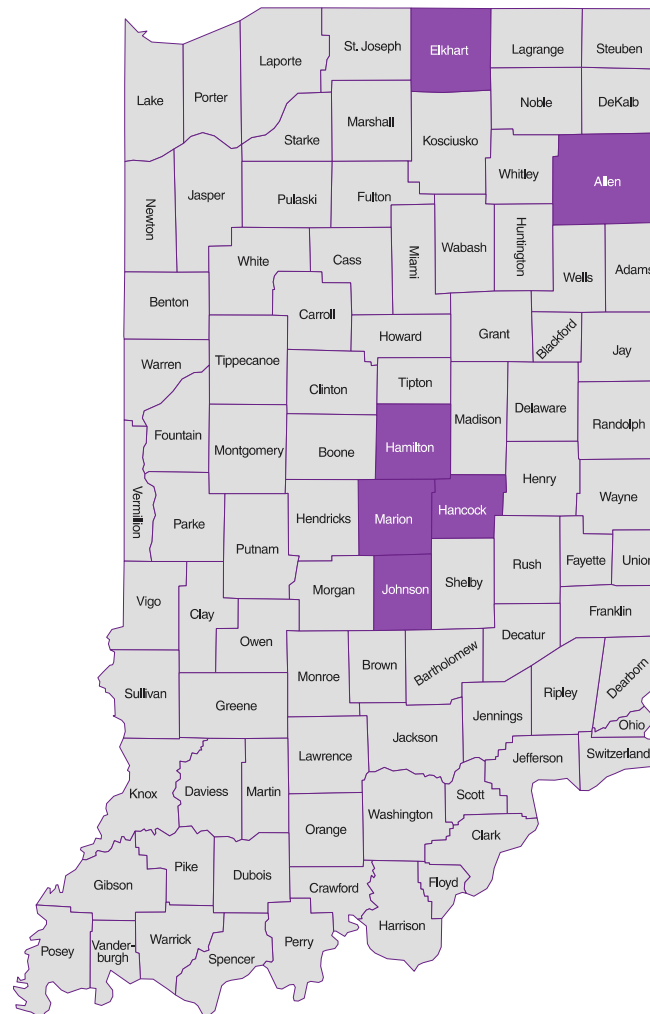 St. Joseph
Elkhart
Lagrange
Steuben
Laporte
Lake
Porter
Noble
DeKalb
Marshall
Starke
Kosciusko
Whitley
Allen
Newton
Jasper
Pulaski
Fulton
Miami
Wabash
Huntington
White
Cass
Wells
Adams
Benton
Carroll
Howard
Grant
Blackford
Jay
Warren
Tippecanoe
Clinton
Tipton
Madison
Delaware
Randolph
Fountain
Montgomery
Boone
Hamilton
Henry
Vermillion
Parke
Putnam
Hendricks
Marion
Hancock
Wayne
Rush
Fayette
Union
Morgan
Johnson
Shelby
Vigo
Clay
Owen
Franklin
Decatur
Monroe
Brown
Bartholomew
Sullivan
Greene
Ripley
Dearborn
Jennings
Ohio
Jackson
Lawrence
Jefferson
Switzerland
Knox
Daviess
Martin
Scott
Washington
Orange
Clark
Pike
Dubois
Gibson
Crawford
Floyd
Harrison
Posey
Vander-
burgh
Warrick
Spencer
Perry